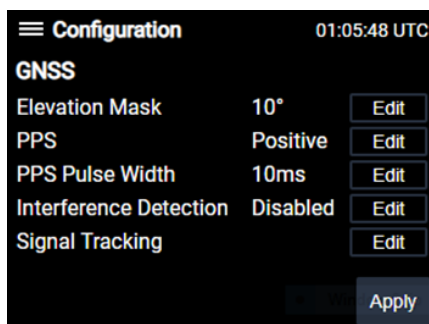 Configuration 01:05:48 UTC
GNSS
Elevation Mask 10° Edit
PPS Positive Edit
PPS Pulse Width 10ms Edit
Interference Detection Disabled Edit
Signal Tracking Edit
Apply